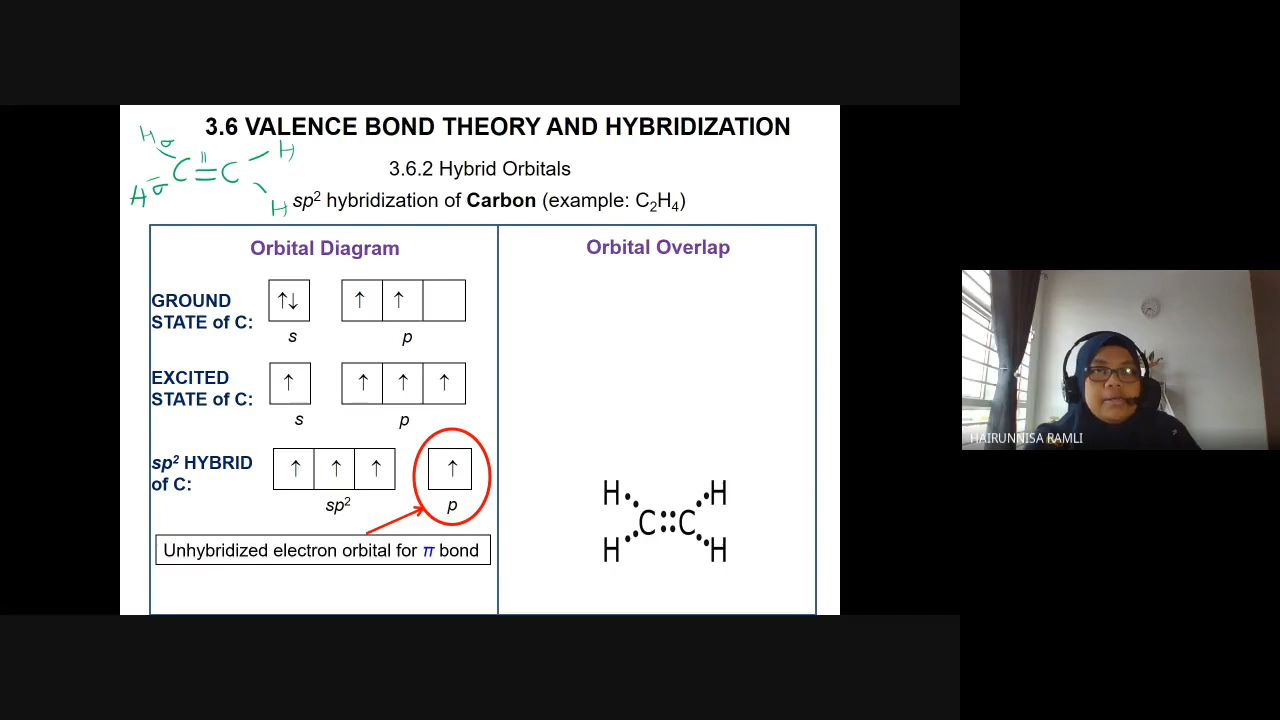 3.6 VALENCE BOND THEORY AND HYBRIDIZATION
3.6.2 Hybrid Orbitals
sp² hybridization of Carbon (example: C₂H₄)
H σ
C = C
H
H σ
H
Orbital Diagram
GROUND
STATE of C:
↑↓ ↑ ↑
s p
EXCITED
STATE of C:
↑ ↑ ↑ ↑
s p
sp² HYBRID
of C:
↑ ↑ ↑ ↑
sp² p
Unhybridized electron orbital for π bond
Orbital Overlap
H H
C :: C
H H
HAIRUNNISA RAMLI